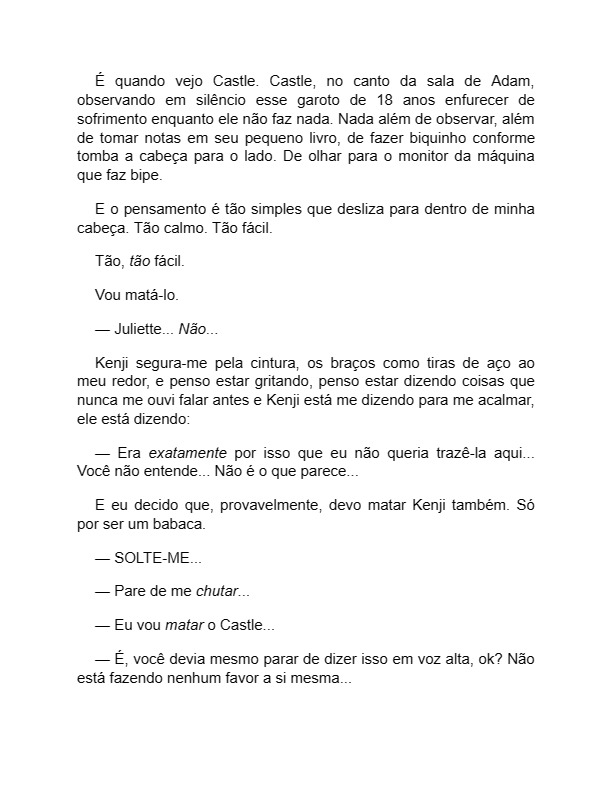 É quando vejo Castle. Castle, no canto da sala de Adam,
observando em silêncio esse garoto de 18 anos enfurecer de
sofrimento enquanto ele não faz nada. Nada além de observar, além
de tomar notas em seu pequeno livro, de fazer biquinho conforme
tomba a cabeça para o lado. De olhar para o monitor da máquina
que faz bipe.
E o pensamento é tão simples que desliza para dentro de minha
cabeça. Tão calmo. Tão fácil.
Tão, tão fácil.
Vou matá-lo.
— Juliette... Não...
Kenji segura-me pela cintura, os braços como tiras de aço ao
meu redor, e penso estar gritando, penso estar dizendo coisas que
nunca me ouvi falar antes e Kenji está me dizendo para me acalmar,
ele está dizendo:
— Era exatamente por isso que eu não queria trazê-la aqui...
Você não entende... Não é o que parece...
E eu decido que, provavelmente, devo matar Kenji também. Só
por ser um babaca.
— SOLTE-ME...
— Pare de me chutar...
— Eu vou matar o Castle...
— É, você devia mesmo parar de dizer isso em voz alta, ok? Não
está fazendo nenhum favor a si mesma...